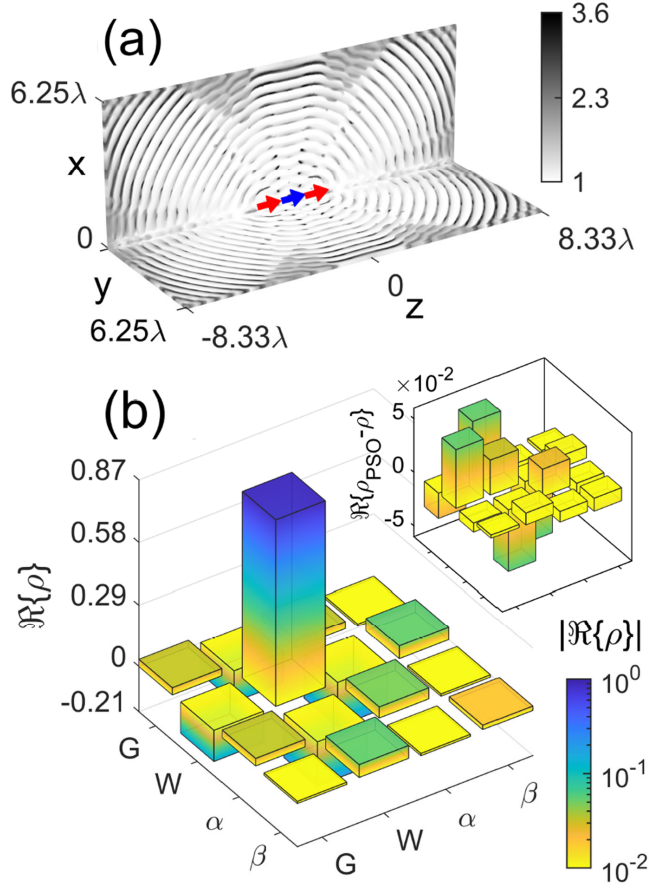 (a)
3.6
6.25λ
2.3
x
1
0
8.33λ
y
0
z
6.25λ
-8.33λ
(b)
×10⁻²
5
0
-5
ℜ{ρPSO-ρ}
0.87
0.58
0.29
0
-0.21
ℜ{ρ}
|ℜ{ρ}|
10⁰
10⁻¹
10⁻²
G
W
α
β
G
W
α
β